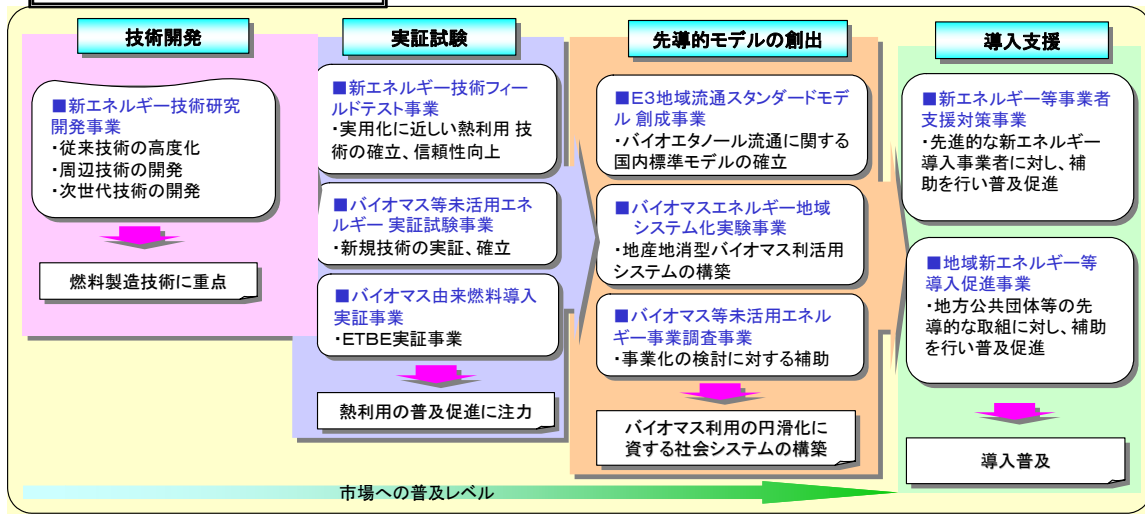 技術開発
■新エネルギー技術研究
開発事業
・従来技術の高度化
・周辺技術の開発
・次世代技術の開発
燃料製造技術に重点
実証試験
■新エネルギー技術フィー
ルドテスト事業
・実用化に近しい熱利用 技
術の確立、信頼性向上
■バイオマス等未活用エネ
ルギー 実証試験事業
・新規技術の実証、確立
■バイオマス由来燃料導入
実証事業
・ETBE実証事業
熱利用の普及促進に注力
先導的モデルの創出
■E3地域流通スタンダードモデ
ル 創成事業
・バイオエタノール流通に関する
国内標準モデルの確立
■バイオマスエネルギー地域
システム化実験事業
・地産地消型バイオマス利活用
システムの構築
■バイオマス等未活用エネル
ギー事業調査事業
・事業化の検討に対する補助
バイオマス利用の円滑化に
資する社会システムの構築
導入支援
■新エネルギー等事業者
支援対策事業
・先進的な新エネルギー
導入事業者に対し、補
助を行い普及促進
■地域新エネルギー等
導入促進事業
・地方公共団体等の先
導的な取組に対し、補助
を行い普及促進
導入普及
市場への普及レベル